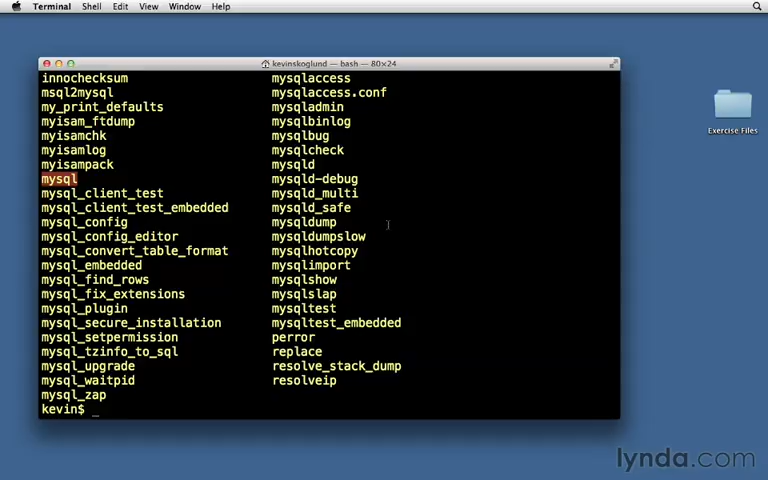 Terminal Shell Edit View Window Help
kevinskoglund — bash — 80×24
innochecksum mysqlaccess
msql2mysql mysqlaccess.conf
my_print_defaults mysqladmin
myisam_ftdump mysqlbinlog
myisamchk mysqlbug
myisamlog mysqlcheck
myisampack mysqld
mysql mysqld-debug
mysql_client_test mysqld_multi
mysql_client_test_embedded mysqld_safe
mysql_config mysqldump
mysql_config_editor mysqldumpslow
mysql_convert_table_format mysqlhotcopy
mysql_embedded mysqlimport
mysql_find_rows mysqlshow
mysql_fix_extensions mysqlslap
mysql_plugin mysqltest
mysql_secure_installation mysqltest_embedded
mysql_setpermission perror
mysql_tzinfo_to_sql replace
mysql_upgrade resolve_stack_dump
mysql_waitpid resolveip
mysql_zap
kevin$ _
Exercise Files
lynda.com